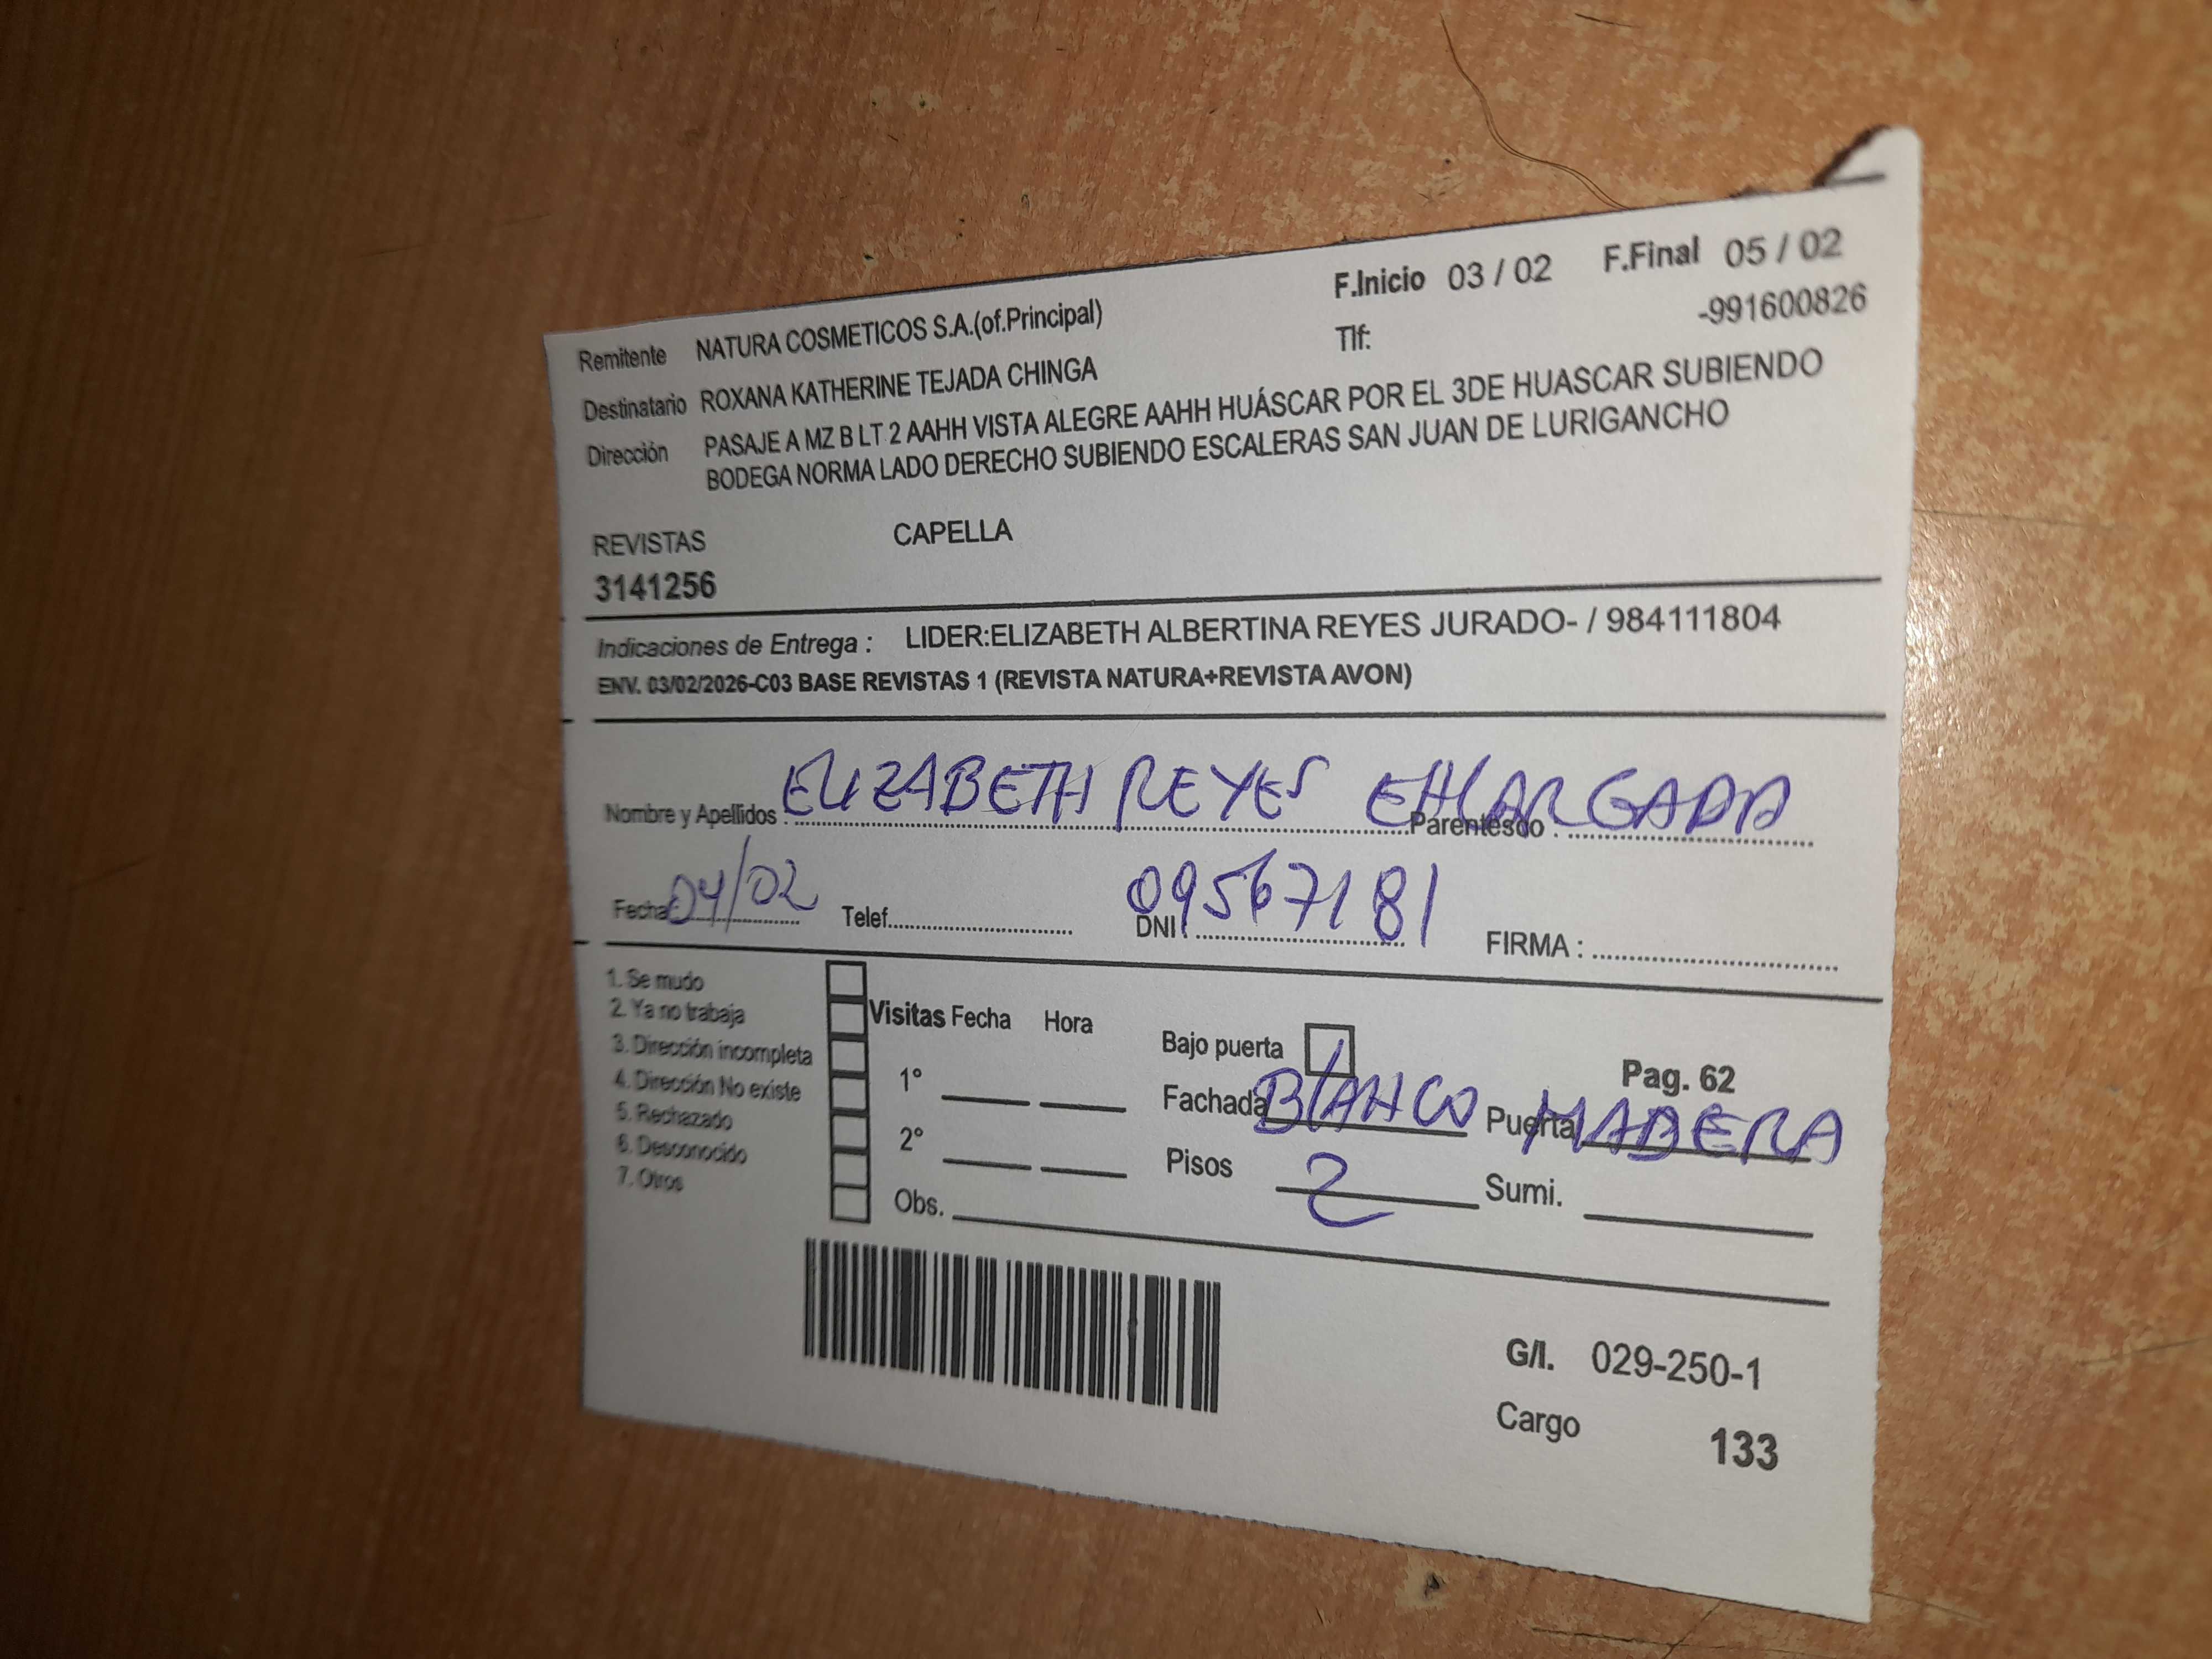 F.Inicio 03 / 02 F.Final 05 / 02
Remitente NATURA COSMETICOS S.A.(of.Principal) Tlf: -991600826
Destinatario ROXANA KATHERINE TEJADA CHINGA
Dirección PASAJE A MZ B LT 2 AAHH VISTA ALEGRE AAHH HUÁSCAR POR EL 3DE HUASCAR SUBIENDO
BODEGA NORMA LADO DERECHO SUBIENDO ESCALERAS SAN JUAN DE LURIGANCHO
REVISTAS CAPELLA
3141256
Indicaciones de Entrega : LIDER:ELIZABETH ALBERTINA REYES JURADO- / 984111804
ENV. 03/02/2026-C03 BASE REVISTAS 1 (REVISTA NATURA+REVISTA AVON)
Nombre y Apellidos : ELIZABETH REYES Parentesco : ENCARGADA
Fecha 04/02 Telef. DNI : 09567181 FIRMA :
1. Se mudo
2. Ya no trabaja Visitas Fecha Hora Bajo puerta Pag. 62
3. Dirección incompleta 1° Fachada BLANCO Puerta MADERA
4. Dirección No existe
5. Rechazado 2° Pisos 2 Sumi.
6. Desconocido
7. Otros Obs.
G/I. 029-250-1
Cargo 133